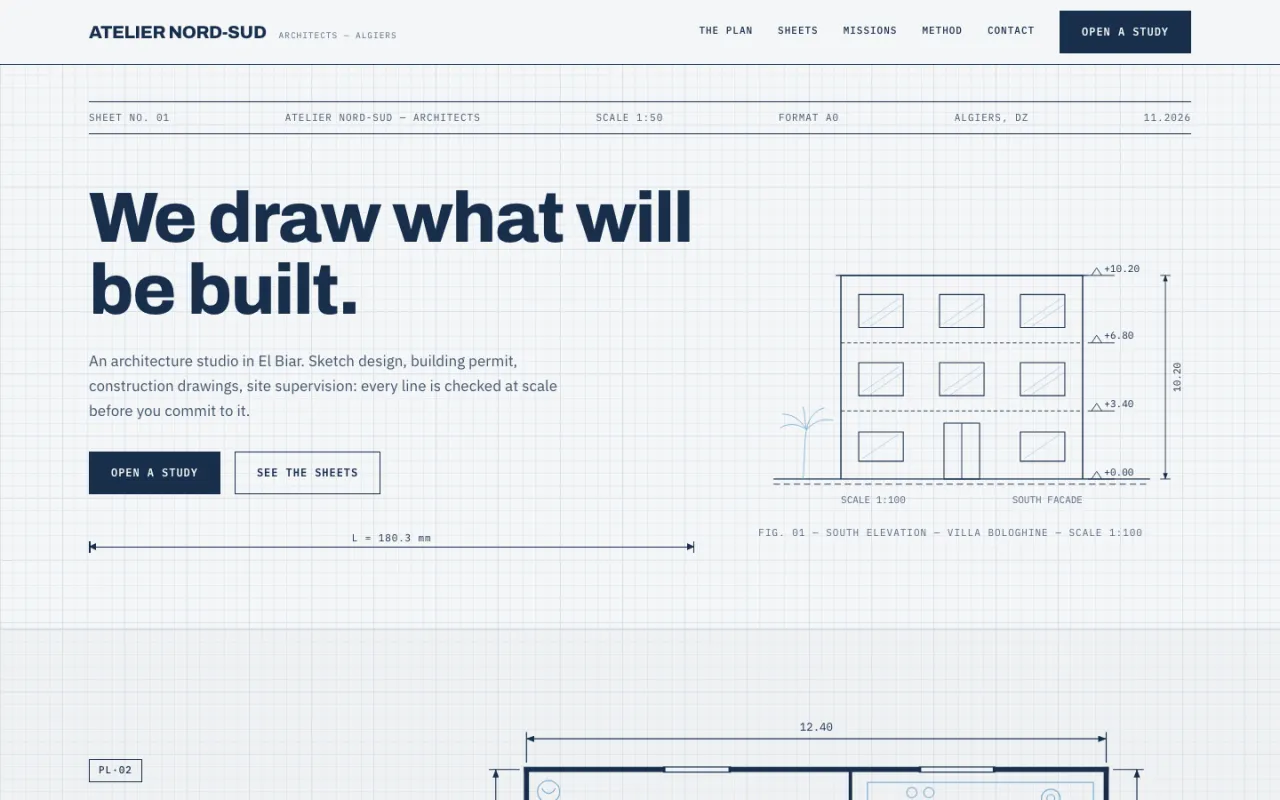 ATELIER NORD-SUD ARCHITECTS — ALGIERS
THE PLAN SHEETS MISSIONS METHOD CONTACT OPEN A STUDY
SHEET NO. 01 ATELIER NORD-SUD — ARCHITECTS SCALE 1:50 FORMAT A0 ALGIERS, DZ 11.2026
We draw what will
be built.
An architecture studio in El Biar. Sketch design, building permit,
construction drawings, site supervision: every line is checked at scale
before you commit to it.
OPEN A STUDY SEE THE SHEETS
L = 180.3 mm
+10.20
+6.80
10.20
+3.40
+0.00
SCALE 1:100 SOUTH FACADE
FIG. 01 — SOUTH ELEVATION — VILLA BOLOGHINE — SCALE 1:100
12.40
PL-02